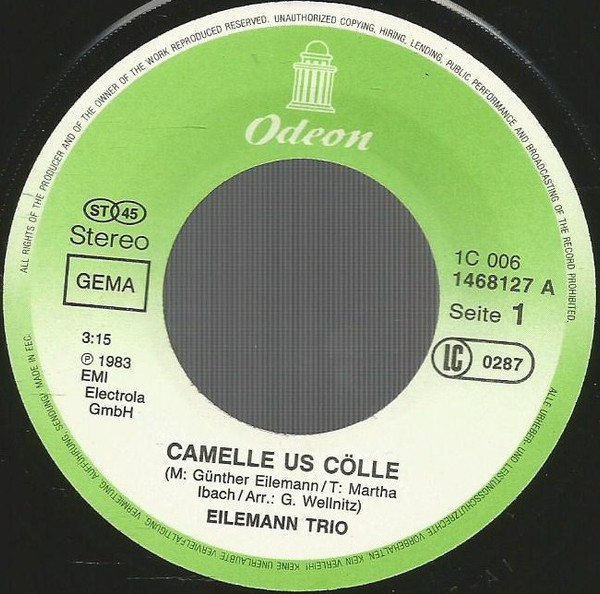 ALL RIGHTS OF THE PRODUCER AND OF THE OWNER OF THE WORK REPRODUCED RESERVED. UNAUTHORIZED COPYING, HIRING, LENDING, PUBLIC PERFORMANCE AND BROADCASTING OF THE RECORD PROHIBITED.
Odeon
ST 45
Stereo
GEMA
1C 006
1468127 A
Seite 1
LC 0287
3:15
℗ 1983
EMI
Electrola
GmbH
CAMELLE US CÖLLE
(M: Günther Eilemann/T: Martha
Ibach/Arr.: G. Wellnitz)
EILEMANN TRIO
ALLE URHEBER- UND LEISTUNGSSCHUTZRECHTE VORBEHALTEN. KEIN VERLEIH! KEINE UNERLAUBTE VERVIELFÄLTIGUNG, VERMIETUNG, AUFFÜHRUNG, SENDUNG! MADE IN EEC.